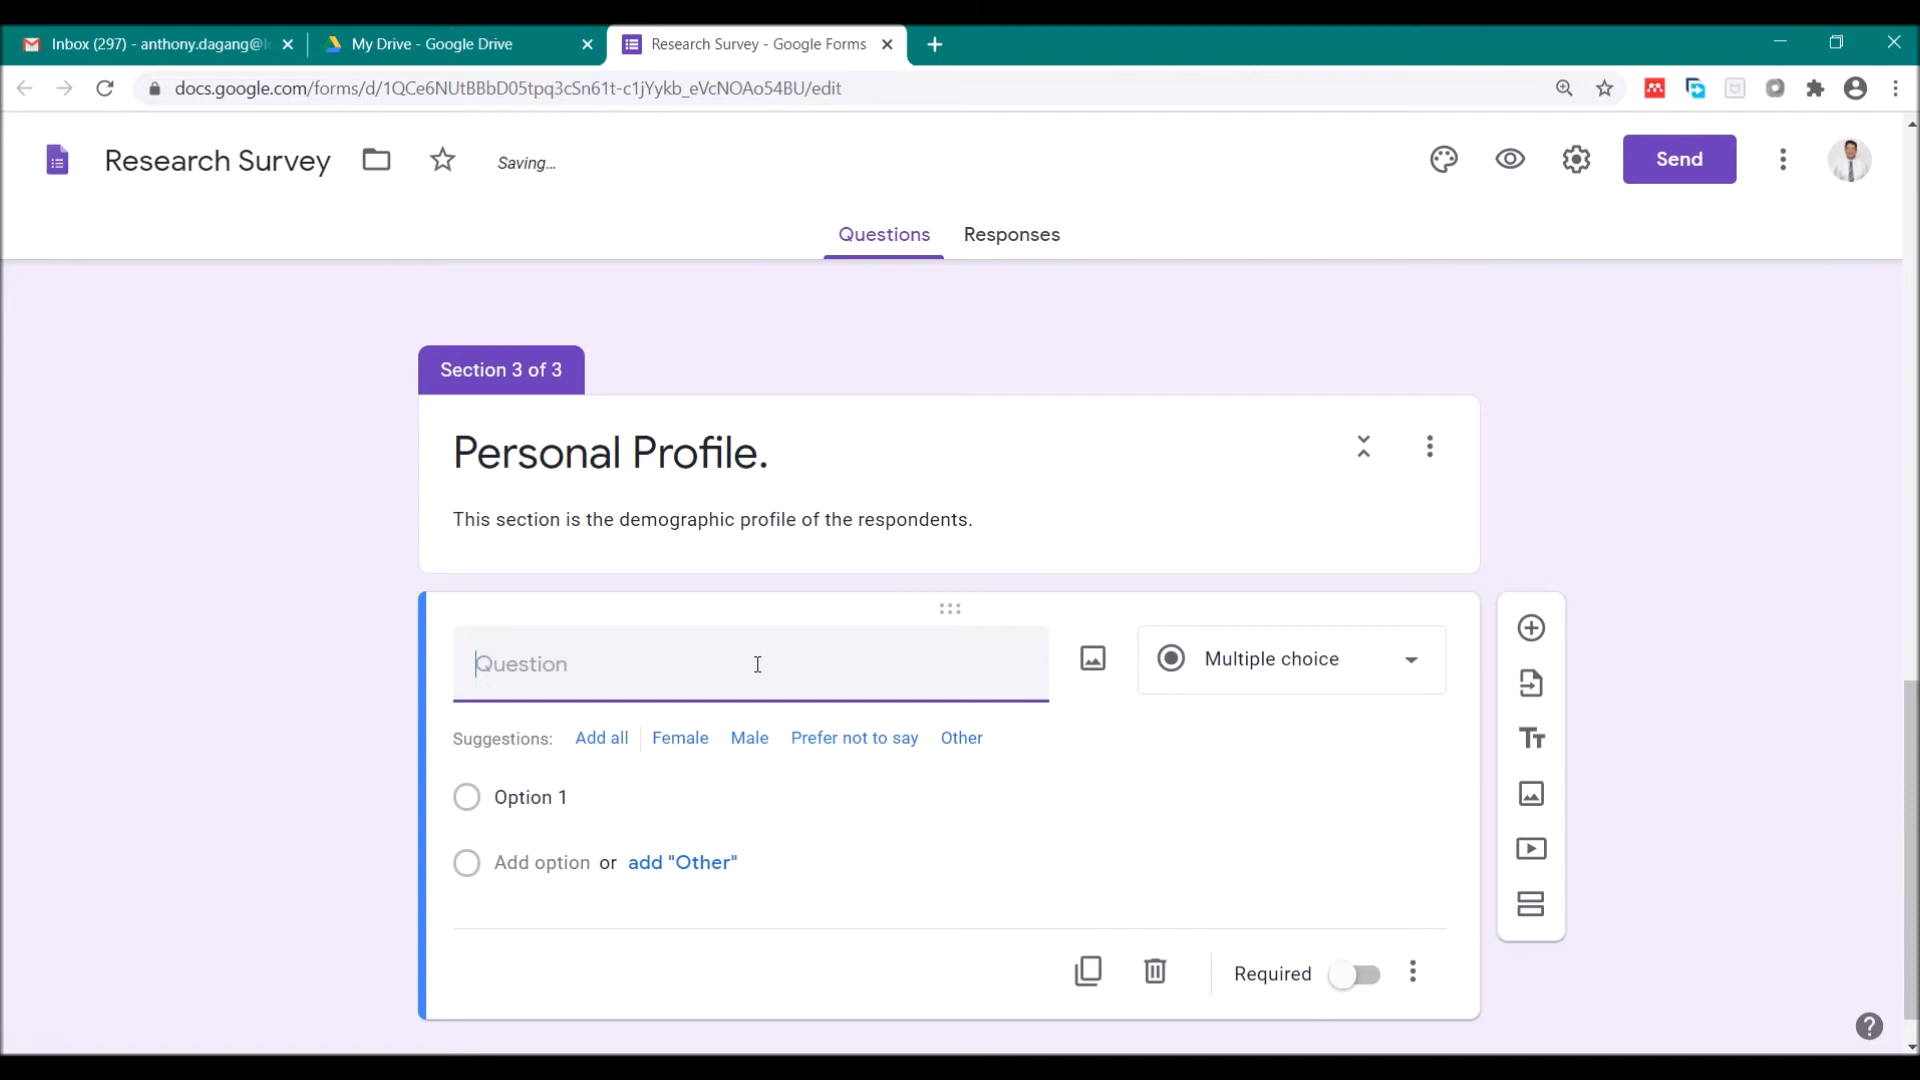 Inbox (297) - anthony.dagang@l
My Drive - Google Drive
Research Survey - Google Forms
docs.google.com/forms/d/1QCe6NUtBBbD05tpq3cSn61t-c1jYykb_eVcNOAo54BU/edit
Research Survey
Saving...
Send
Questions
Responses
Section 3 of 3
Personal Profile.
This section is the demographic profile of the respondents.
Question
Multiple choice
Suggestions: Add all Female Male Prefer not to say Other
Option 1
Add option or add "Other"
Required